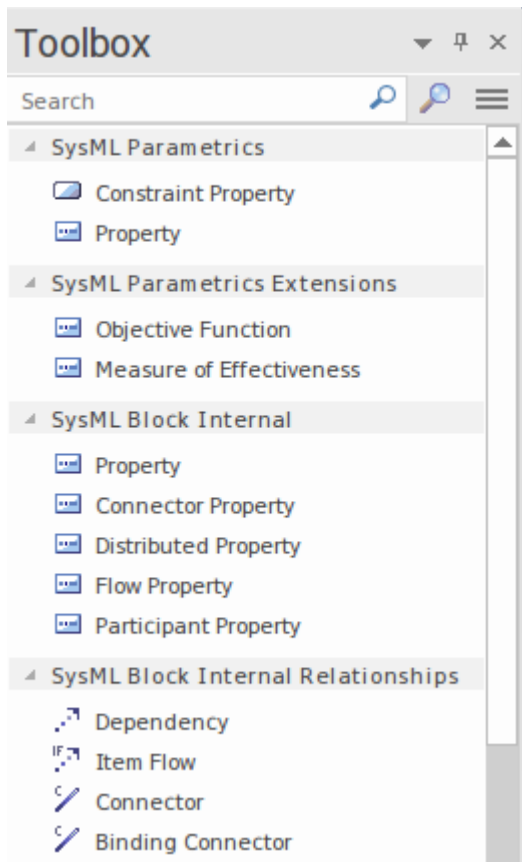 Toolbox
Search
SysML Parametrics
Constraint Property
Property
SysML Parametrics Extensions
Objective Function
Measure of Effectiveness
SysML Block Internal
Property
Connector Property
Distributed Property
Flow Property
Participant Property
SysML Block Internal Relationships
Dependency
IF Item Flow
C Connector
C Binding Connector